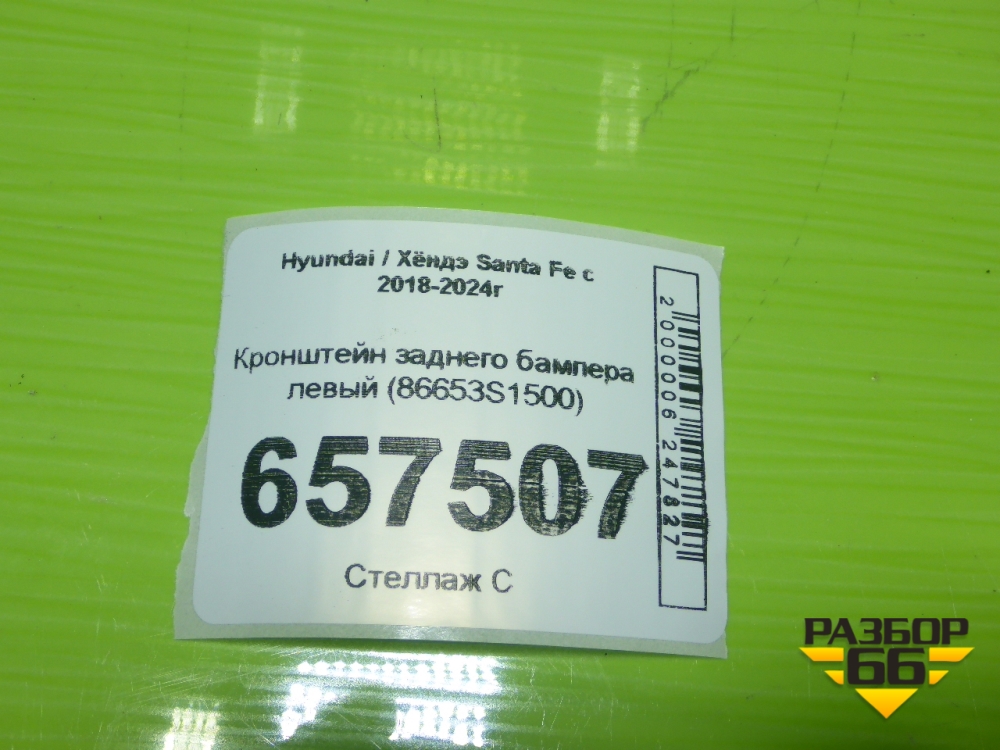 Hyundai / Хёндэ Santa Fe с
2018-2024г
Кронштейн заднего бампера
левый (86653S1500)
657507
Стеллаж С
2000006247827
РАЗБОР
66